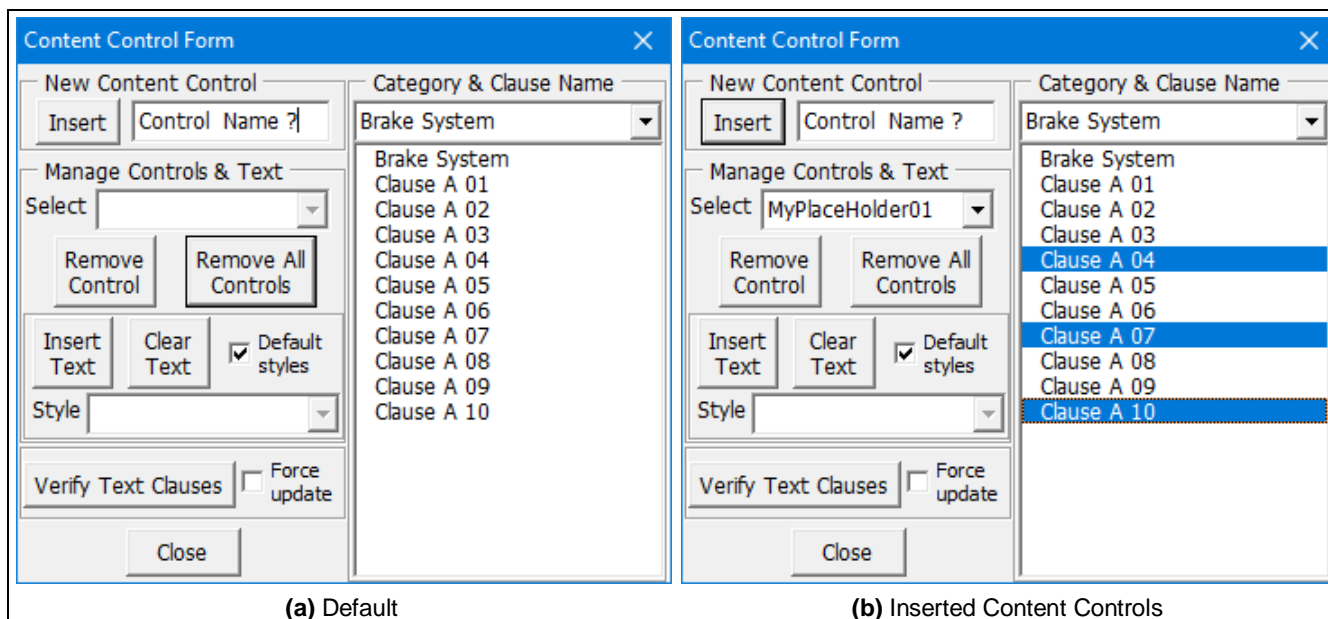 Content Control Form
New Content Control
Insert
Control Name ?
Manage Controls & Text
Select
Remove
Control
Remove All
Controls
Insert
Text
Clear
Text
Default
styles
Style
Verify Text Clauses
Force
update
Close
Category & Clause Name
Brake System
Brake System
Clause A 01
Clause A 02
Clause A 03
Clause A 04
Clause A 05
Clause A 06
Clause A 07
Clause A 08
Clause A 09
Clause A 10
(a) Default
Content Control Form
New Content Control
Insert
Control Name ?
Manage Controls & Text
Select MyPlaceHolder01
Remove
Control
Remove All
Controls
Insert
Text
Clear
Text
Default
styles
Style
Verify Text Clauses
Force
update
Close
Category & Clause Name
Brake System
Brake System
Clause A 01
Clause A 02
Clause A 03
Clause A 04
Clause A 05
Clause A 06
Clause A 07
Clause A 08
Clause A 09
Clause A 10
(b) Inserted Content Controls